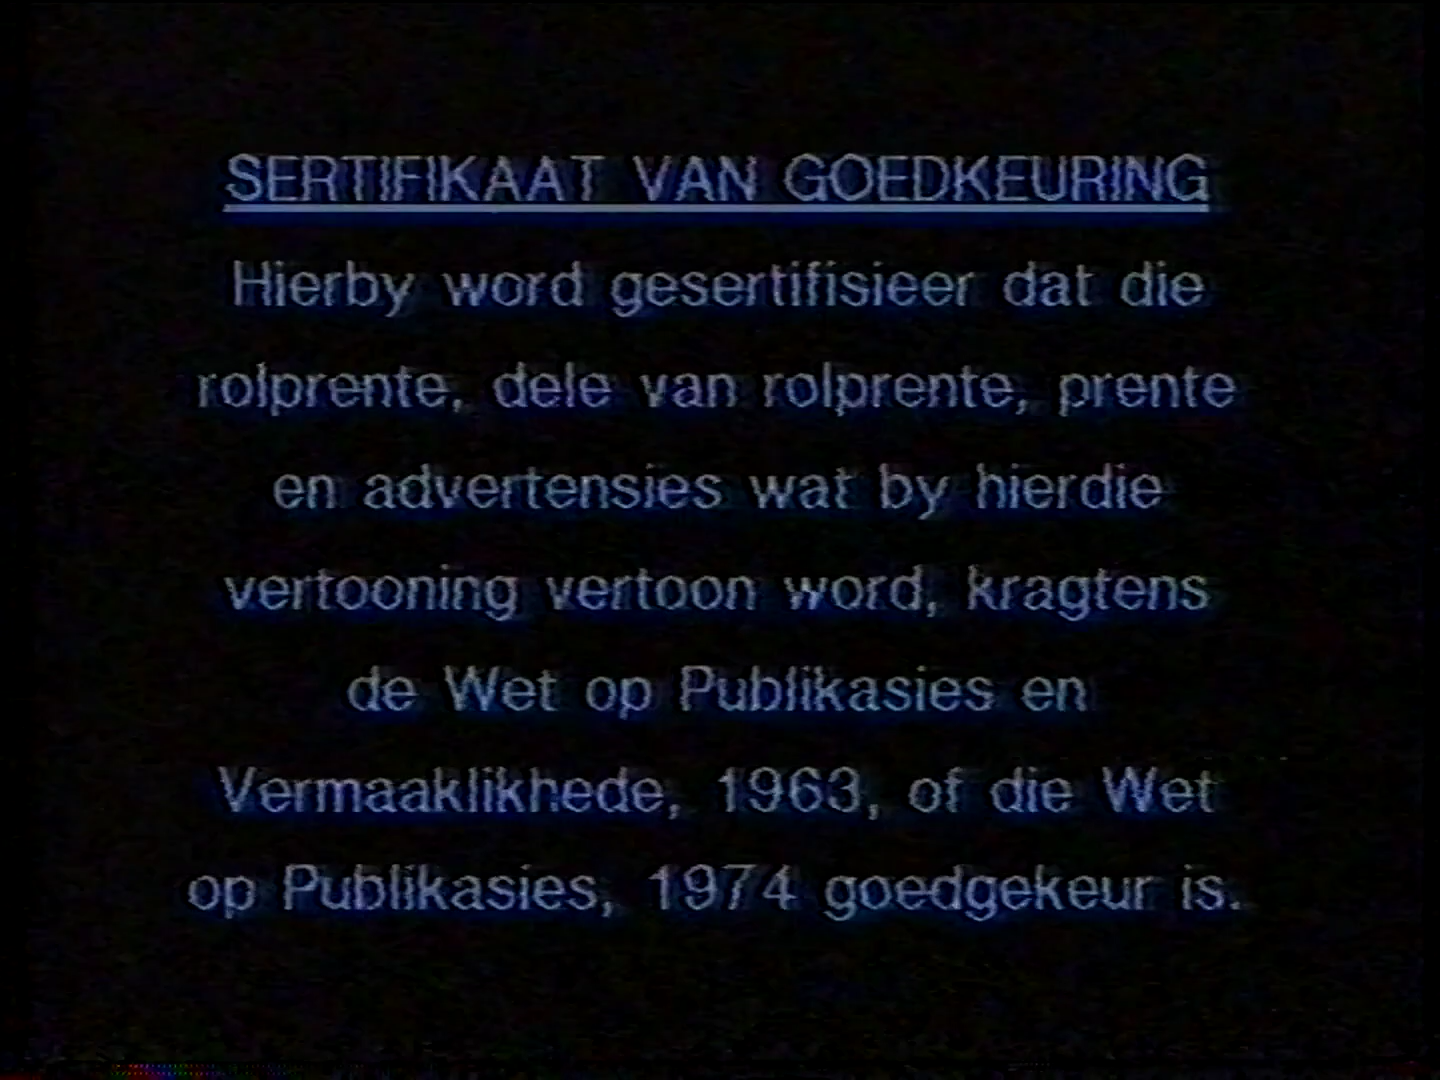 SERTIFIKAAT VAN GOEDKEURING
Hierby word gesertifisieer dat die
rolprente, dele van rolprente, prente
en advertensies wat by hierdie
vertooning vertoon word, kragtens
de Wet op Publikasies en
Vermaaklikhede, 1963, of die Wet
op Publikasies, 1974 goedgekeur is.